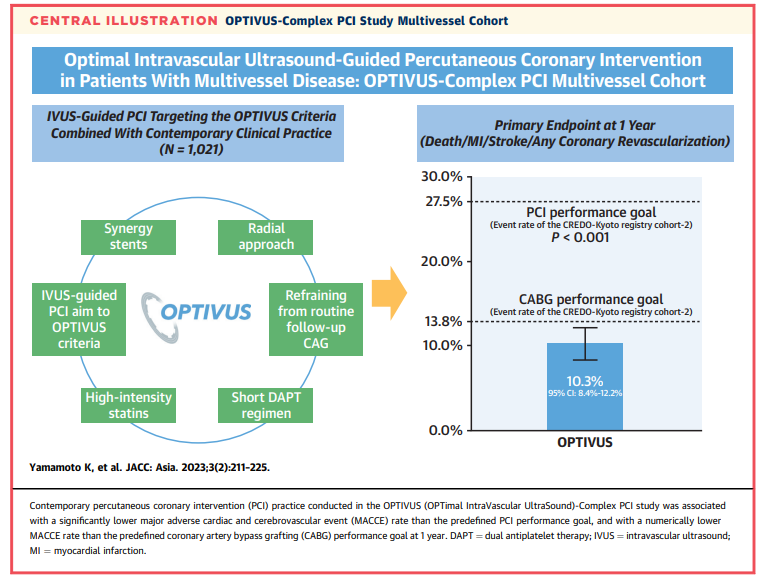 CENTRAL ILLUSTRATION OPTIVUS-Complex PCI Study Multivessel Cohort
Optimal Intravascular Ultrasound-Guided Percutaneous Coronary Intervention
in Patients With Multivessel Disease: OPTIVUS-Complex PCI Multivessel Cohort
IVUS-Guided PCI Targeting the OPTIVUS Criteria
Combined With Contemporary Clinical Practice
(N = 1,021)
Synergy
stents
Radial
approach
IVUS-guided
PCI aim to
OPTIVUS
criteria
OPTIVUS
Refraining
from routine
follow-up
CAG
High-intensity
statins
Short DAPT
regimen
Primary Endpoint at 1 Year
(Death/MI/Stroke/Any Coronary Revascularization)
30.0%
27.5%
PCI performance goal
(Event rate of the CREDO-Kyoto registry cohort-2)
P < 0.001
20.0%
CABG performance goal
(Event rate of the CREDO-Kyoto registry cohort-2)
13.8%
10.0%
10.3%
95% CI: 8.4%-12.2%
0.0%
OPTIVUS
Yamamoto K, et al. JACC: Asia. 2023;3(2):211–225.
Contemporary percutaneous coronary intervention (PCI) practice conducted in the OPTIVUS (OPTimal IntraVascular UltraSound)-Complex PCI study was associated
with a significantly lower major adverse cardiac and cerebrovascular event (MACCE) rate than the predefined PCI performance goal, and with a numerically lower
MACCE rate than the predefined coronary artery bypass grafting (CABG) performance goal at 1 year. DAPT = dual antiplatelet therapy; IVUS = intravascular ultrasound;
MI = myocardial infarction.